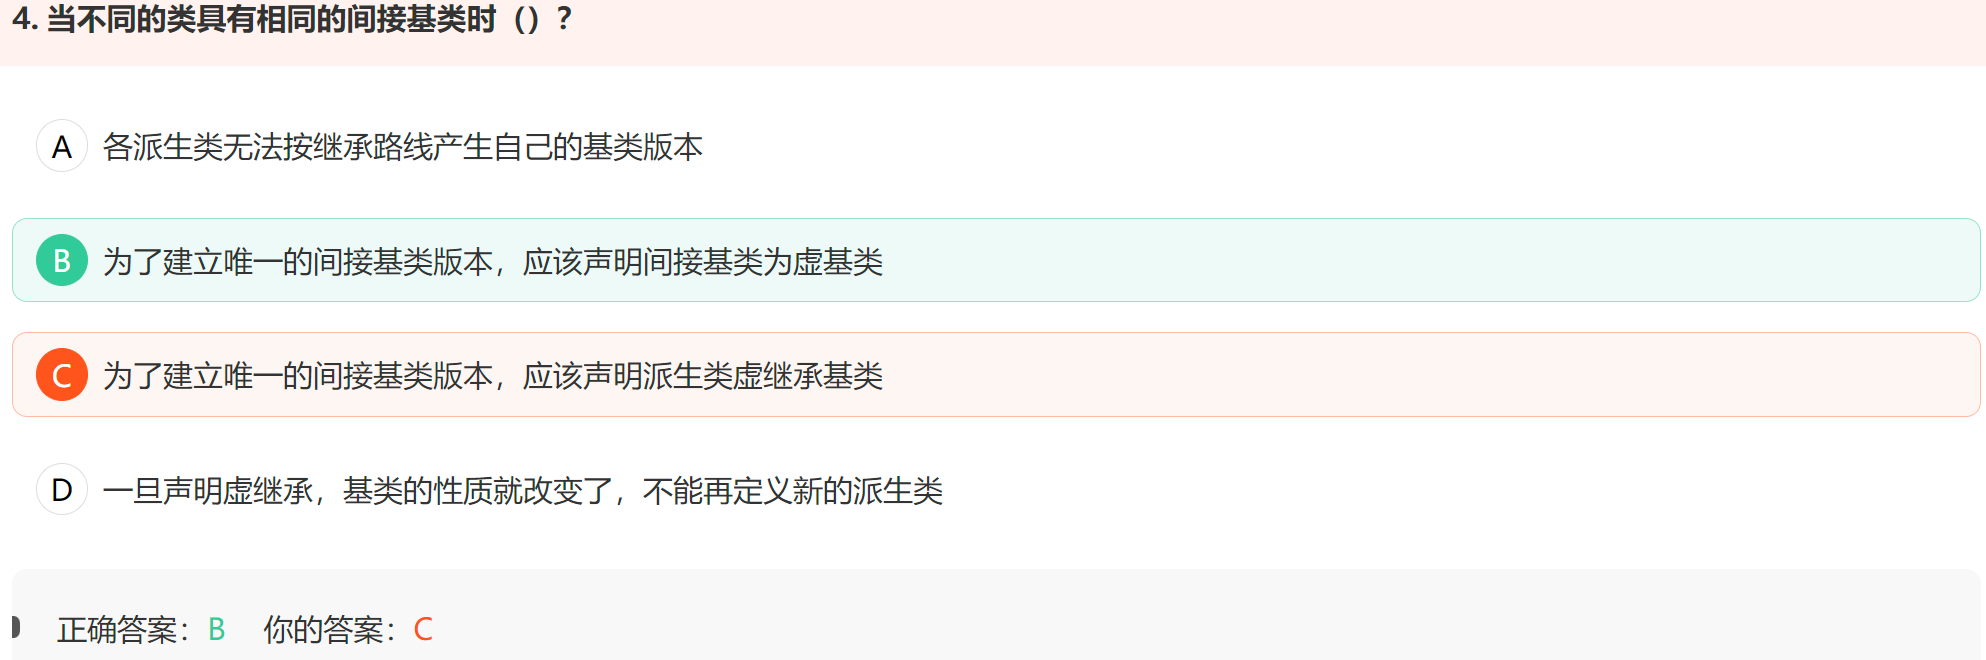 4. 当不同的类具有相同的间接基类时（）?
A 各派生类无法按继承路线产生自己的基类版本
B 为了建立唯一的间接基类版本，应该声明间接基类为虚基类
C 为了建立唯一的间接基类版本，应该声明派生类虚继承基类
D 一旦声明虚继承，基类的性质就改变了，不能再定义新的派生类
正确答案：B 你的答案：C